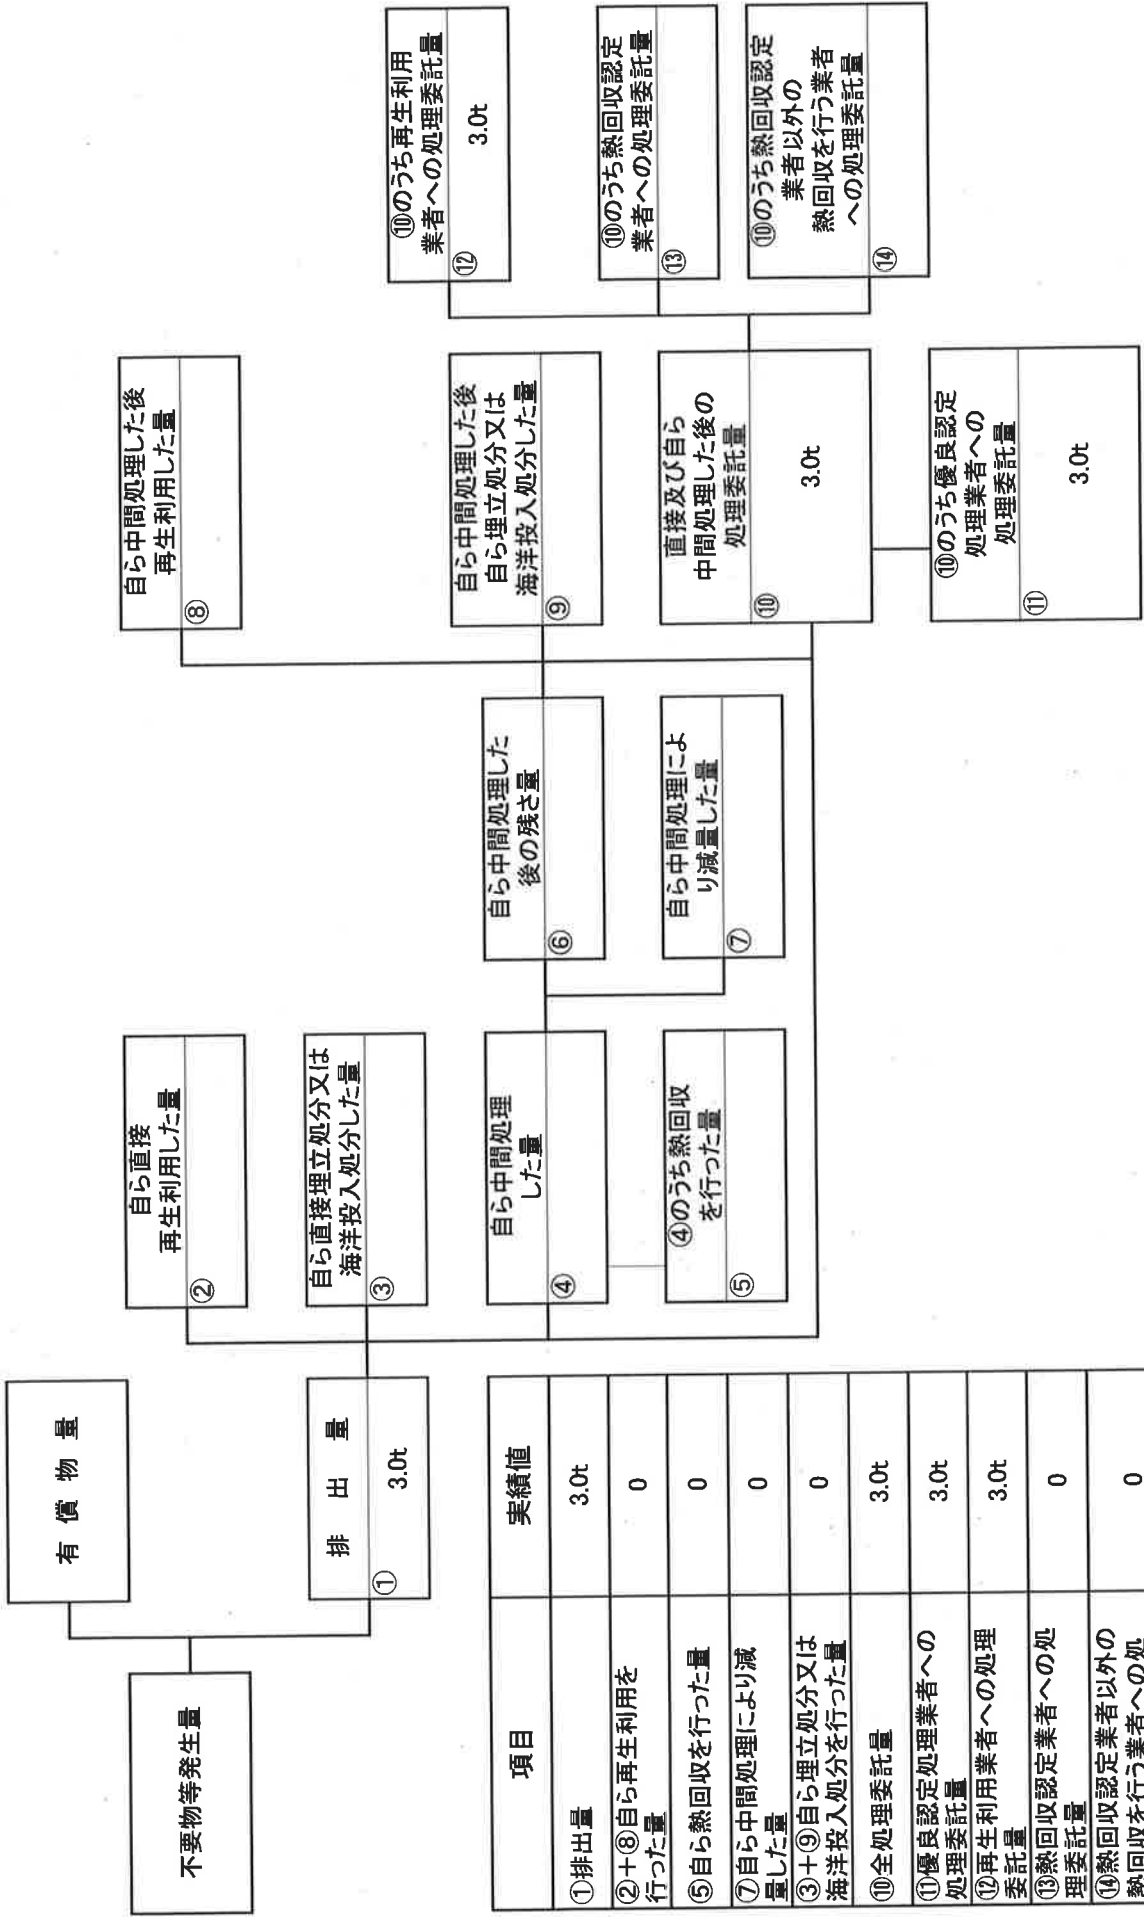 不要物等発生量
有償物量
排出量
①
3.0t
自ら直接
再生利用した量
②
自ら直接埋立処分又は
海洋投入処分した量
③
自ら中間処理
した量
④
④のうち熱回収
を行った量
⑤
自ら中間処理した
後の残さ量
⑥
自ら中間処理によ
り減量した量
⑦
自ら中間処理した後
再生利用した量
⑧
自ら中間処理した後
自ら埋立処分又は
海洋投入処分した量
⑨
直接及び自ら
中間処理した後の
処理委託量
⑩
3.0t
⑩のうち優良認定
処理業者への
処理委託量
⑪
3.0t
⑩のうち再生利用
業者への処理委託量
⑫
3.0t
⑩のうち熱回収認定
業者への処理委託量
⑬
⑩のうち熱回収認定
業者以外の
熱回収を行う業者
への処理委託量
⑭
項目 実績値
①排出量 3.0t
②+⑧自ら再生利用を
行った量 0
⑤自ら熱回収を行った量 0
⑦自ら中間処理により減
量した量 0
③+⑨自ら埋立処分又は
海洋投入処分を行った量 0
⑩全処理委託量 3.0t
⑪優良認定処理業者への
処理委託量 3.0t
⑫再生利用業者への処理
委託量 3.0t
⑬熱回収認定業者への処
理委託量 0
⑭熱回収認定業者以外の
熱回収を行う業者への処 0